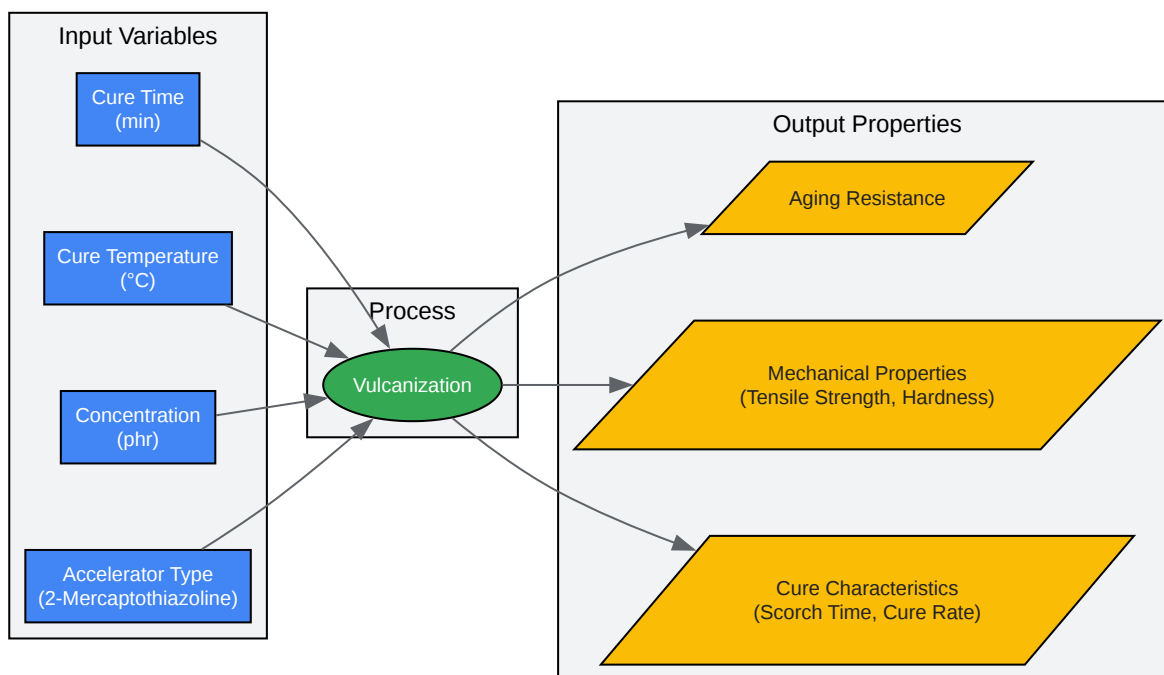 Input Variables
Cure Time
(min)
Cure Temperature
(°C)
Concentration
(phr)
Accelerator Type
(2-Mercaptothiazoline)
Process
Vulcanization
Output Properties
Aging Resistance
Mechanical Properties
(Tensile Strength, Hardness)
Cure Characteristics
(Scorch Time, Cure Rate)